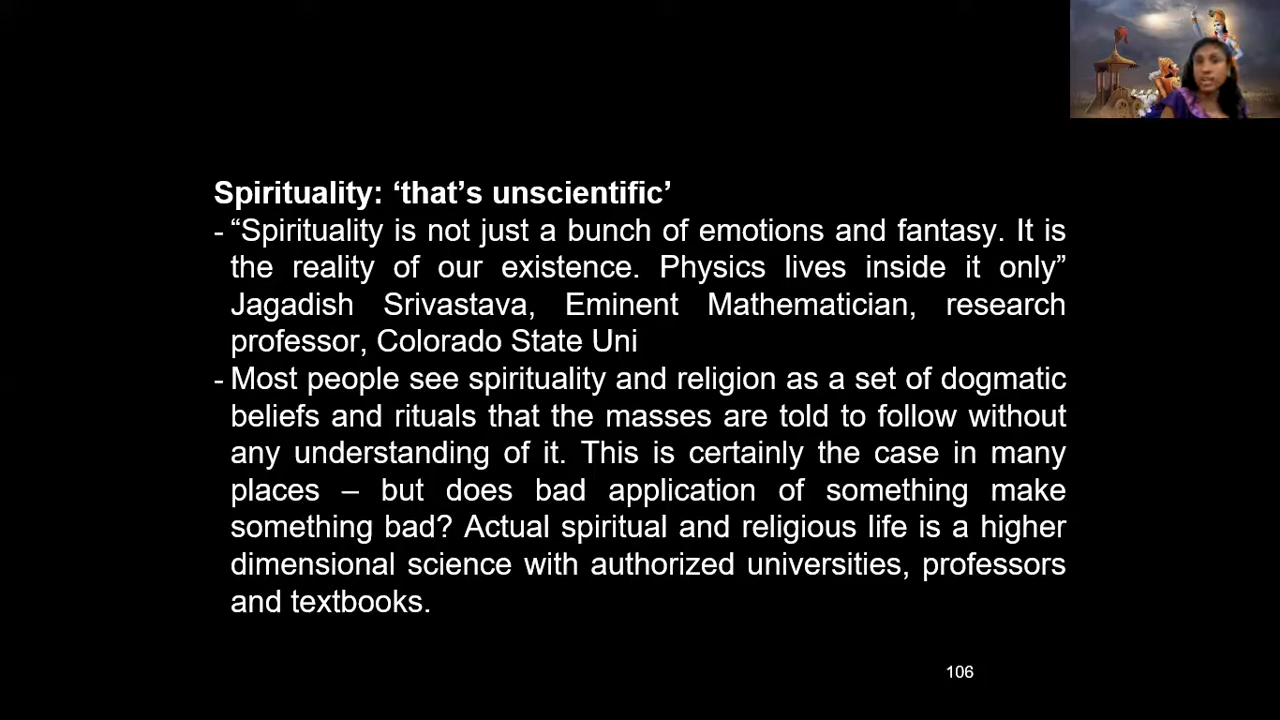 Spirituality: ‘that’s unscientific’
- “Spirituality is not just a bunch of emotions and fantasy. It is
the reality of our existence. Physics lives inside it only”
Jagadish Srivastava, Eminent Mathematician, research
professor, Colorado State Uni
- Most people see spirituality and religion as a set of dogmatic
beliefs and rituals that the masses are told to follow without
any understanding of it. This is certainly the case in many
places – but does bad application of something make
something bad? Actual spiritual and religious life is a higher
dimensional science with authorized universities, professors
and textbooks.
106